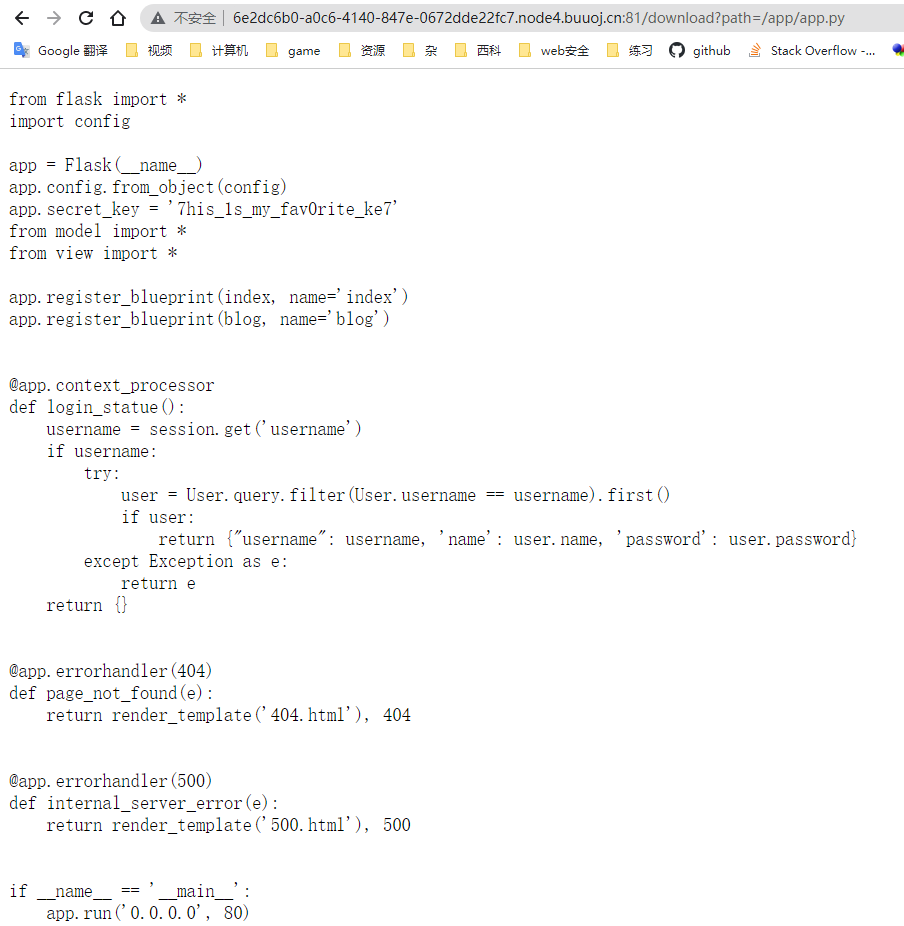 不安全 | 6e2dc6b0-a0c6-4140-847e-0672dde22fc7.node4.buuoj.cn:81/download?path=/app/app.py
Google 翻译 视频 计算机 game 资源 杂 西科 web安全 练习 github Stack Overflow -...
from flask import *
import config
app = Flask(__name__)
app.config.from_object(config)
app.secret_key = '7his_1s_my_fav0rite_ke7'
from model import *
from view import *
app.register_blueprint(index, name='index')
app.register_blueprint(blog, name='blog')
@app.context_processor
def login_statue():
    username = session.get('username')
    if username:
        try:
            user = User.query.filter(User.username == username).first()
            if user:
                return {"username": username, 'name': user.name, 'password': user.password}
        except Exception as e:
            return e
    return {}
@app.errorhandler(404)
def page_not_found(e):
    return render_template('404.html'), 404
@app.errorhandler(500)
def internal_server_error(e):
    return render_template('500.html'), 500
if __name__ == '__main__':
    app.run('0.0.0.0', 80)